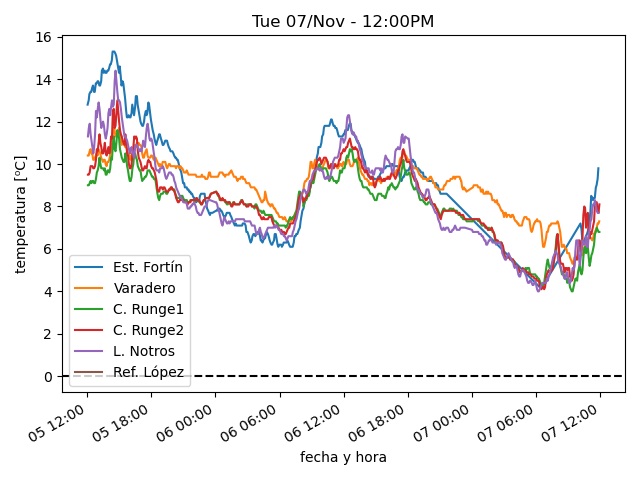 Tue 07/Nov - 12:00PM
temperatura [ºC]
16
14
12
10
8
6
4
2
0
Est. Fortín
Varadero
C. Runge1
C. Runge2
L. Notros
Ref. López
05 12:00
05 18:00
06 00:00
06 06:00
06 12:00
06 18:00
07 00:00
07 06:00
07 12:00
fecha y hora